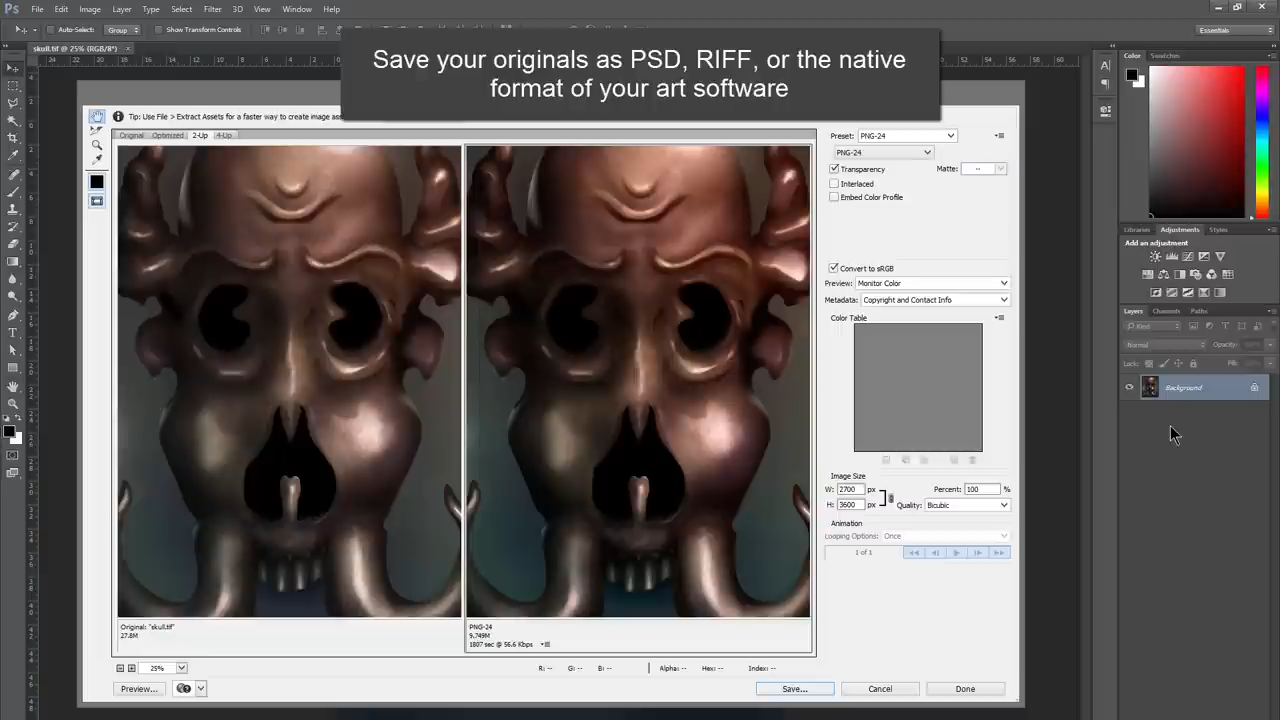 Ps File Edit Image Layer Type Select Filter 3D View Window Help
Auto-Select: Group Show Transform Controls Essentials
Save your originals as PSD, RIFF, or the native
format of your art software
skull.tif @ 25% (RGB/8*) ×
Tip: Use File > Extract Assets for a faster way to create image
Original Optimized 2-Up 4-Up
Preset: PNG-24
PNG-24
Transparency Matte: --
Interlaced
Embed Color Profile
Convert to sRGB
Preview: Monitor Color
Metadata: Copyright and Contact Info
Color Table
Image Size
W: 2700 px Percent: 100 %
H: 3600 px Quality: Bicubic
Animation
Looping Options: Once
1 of 1
Original: "skull.tif"
27.8M
PNG-24
9.749M
1807 sec @ 56.6 Kbps
25% R: -- G: -- B: -- Alpha: -- Hex: -- Index: --
Preview... Save... Cancel Done
Color Swatches
Libraries Adjustments Styles
Add an adjustment
Layers Channels Paths
Kind
Normal Opacity:
Lock: Fill:
Background